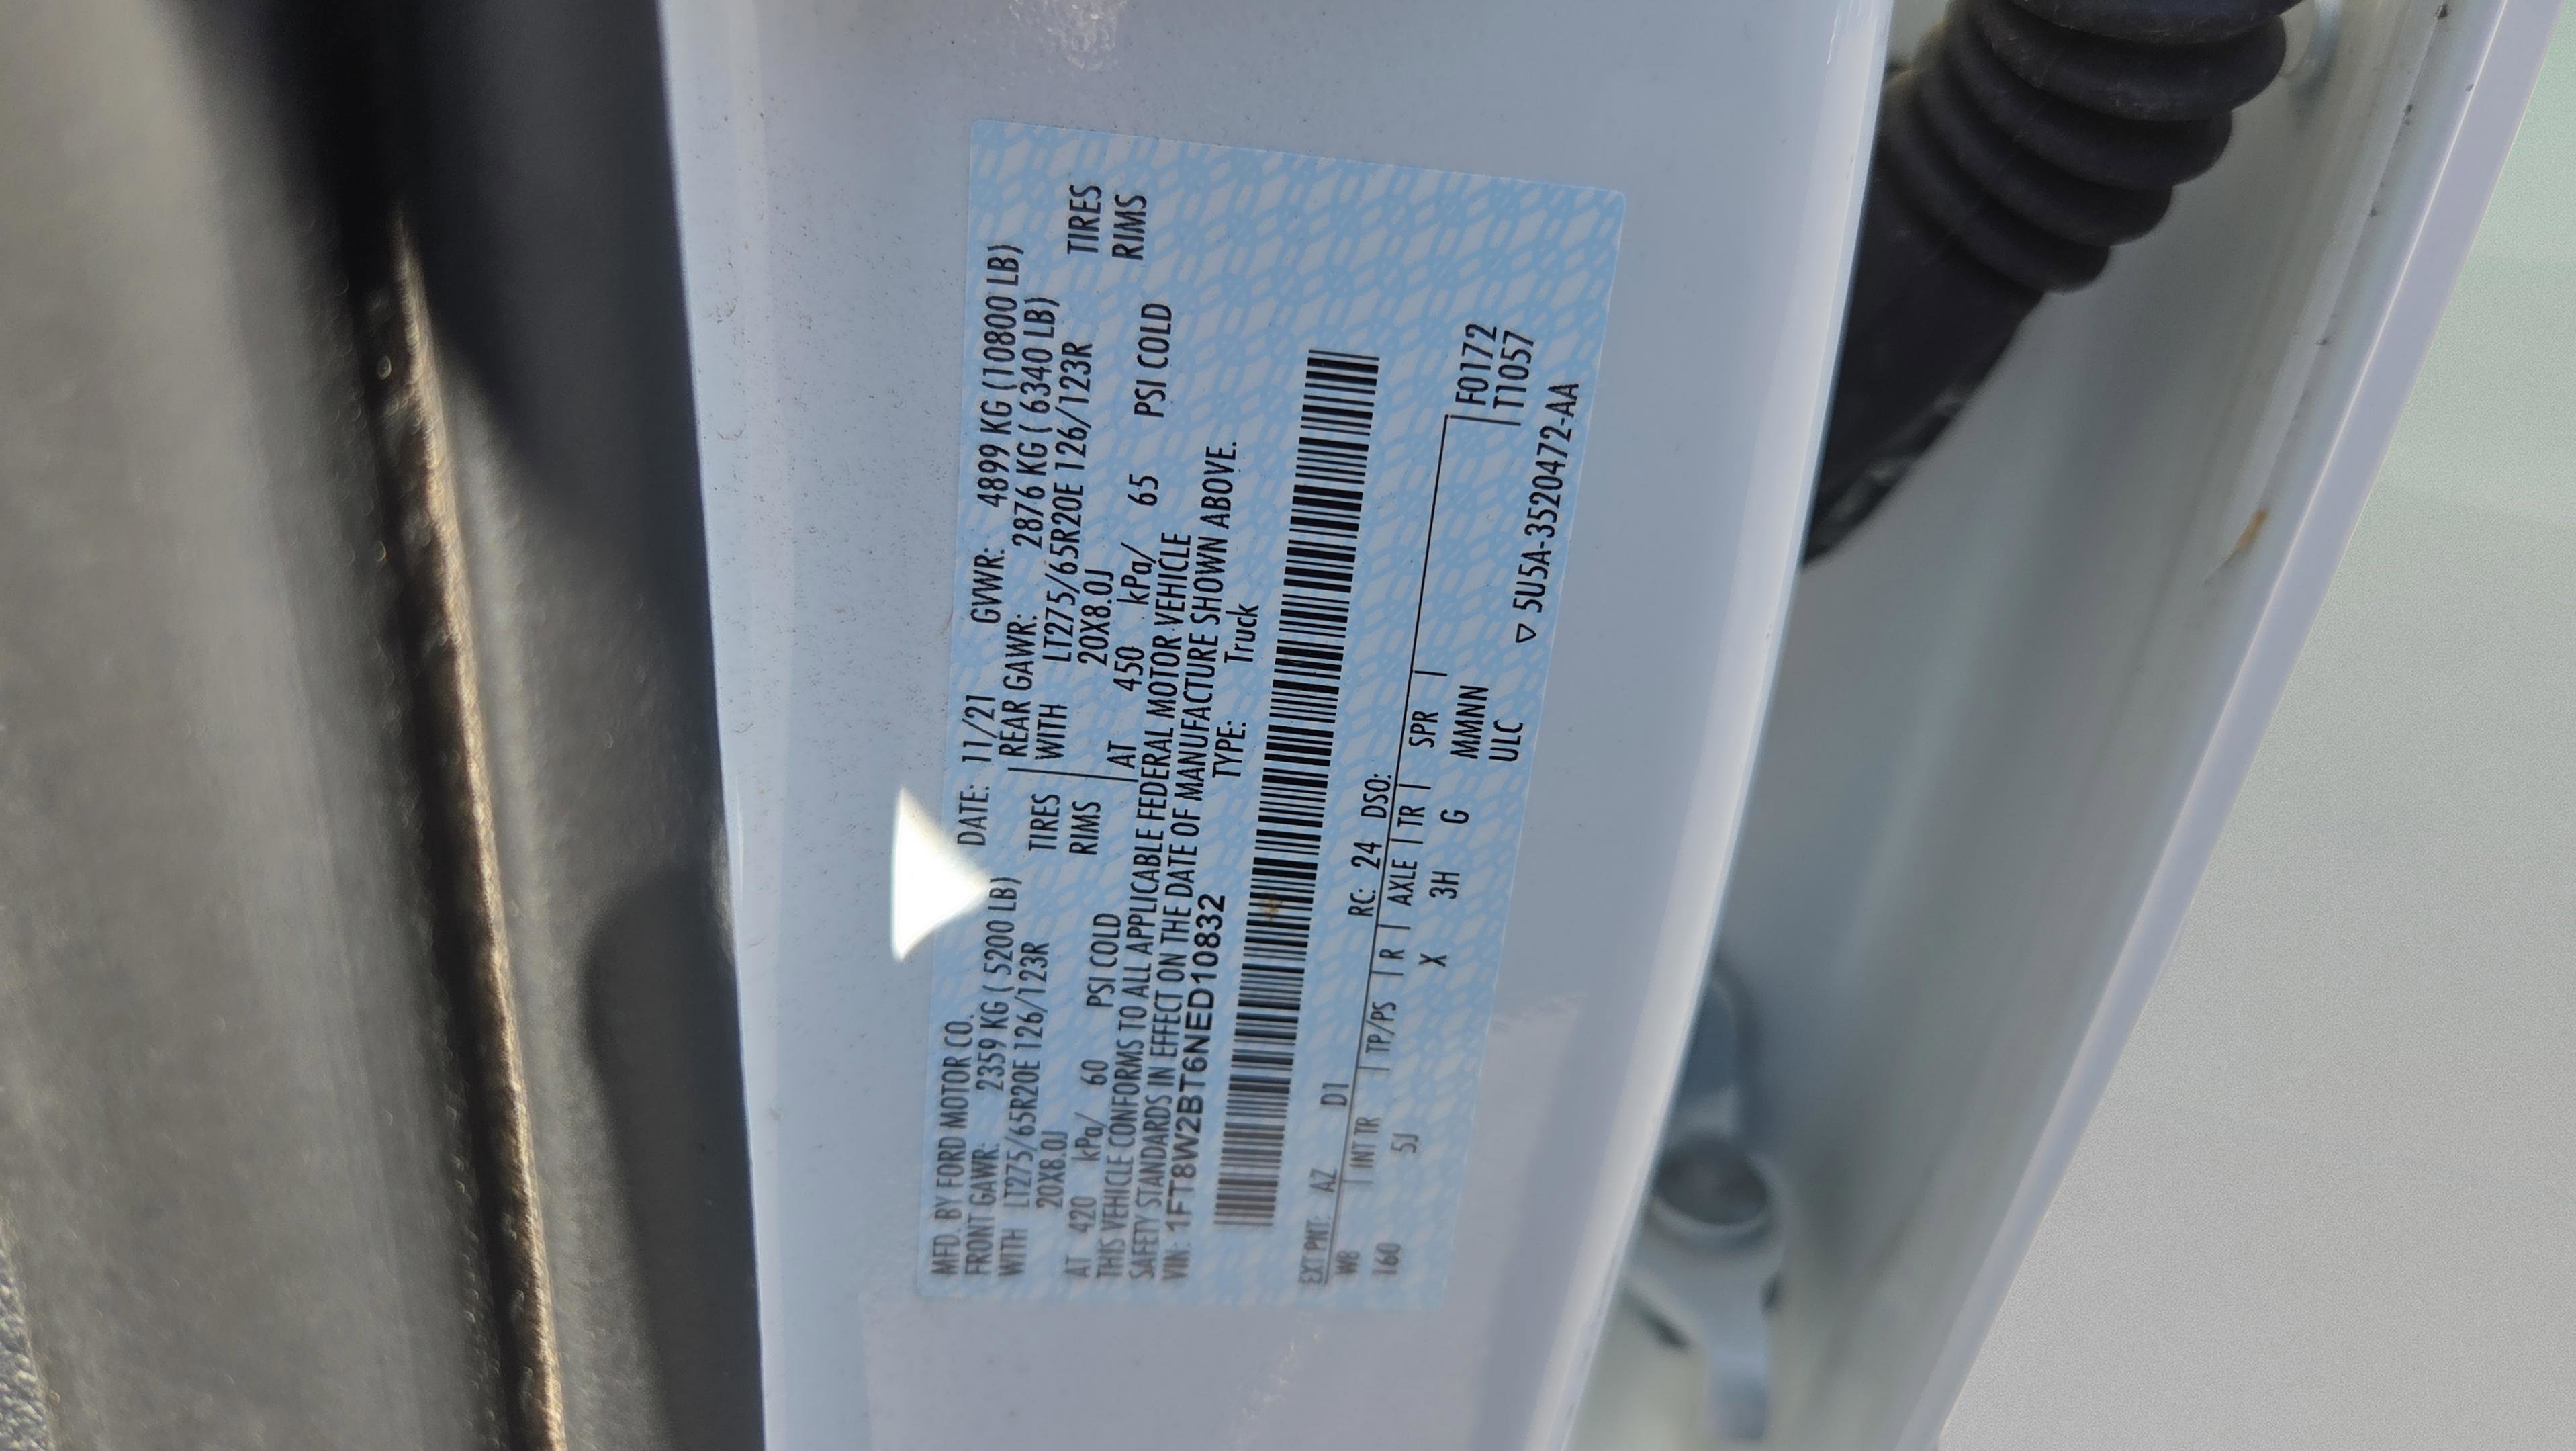 MFD. BY FORD MOTOR CO. DATE: 11/21 GVWR: 4899 KG (10800 LB)
FRONT GAWR: 2359 KG ( 5200 LB) REAR GAWR: 2876 KG ( 6340 LB)
WITH LT275/65R20E 126/123R TIRES WITH LT275/65R20E 126/123R TIRES
20X8.0J RIMS 20X8.0J RIMS
AT 420 kPa/ 60 PSI COLD AT 450 kPa/ 65 PSI COLD
THIS VEHICLE CONFORMS TO ALL APPLICABLE FEDERAL MOTOR VEHICLE
SAFETY STANDARDS IN EFFECT ON THE DATE OF MANUFACTURE SHOWN ABOVE.
VIN: 1FT8W2BT6NED10832 TYPE: Truck
EXT PNT: AZ D1 RC: 24 DSO:
WB | INT TR | TP/PS | R | AXLE | TR | SPR | F0172
160 5J X 3H G MMNN T1057
ULC ▽ 5U5A-3520472-AA